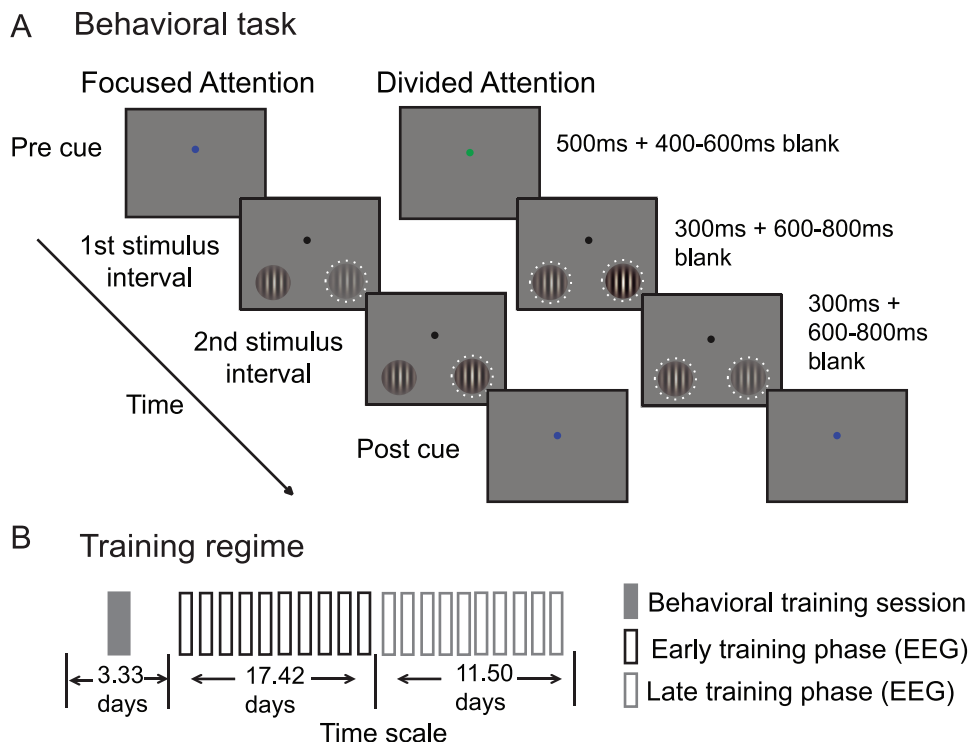 A Behavioral task
Focused Attention
Divided Attention
Pre cue
500ms + 400-600ms blank
1st stimulus
interval
300ms + 600-800ms
blank
2nd stimulus
interval
300ms +
600-800ms
blank
Time
Post cue
B Training regime
Behavioral training session
Early training phase (EEG)
Late training phase (EEG)
3.33
days
17.42
days
11.50
days
Time scale